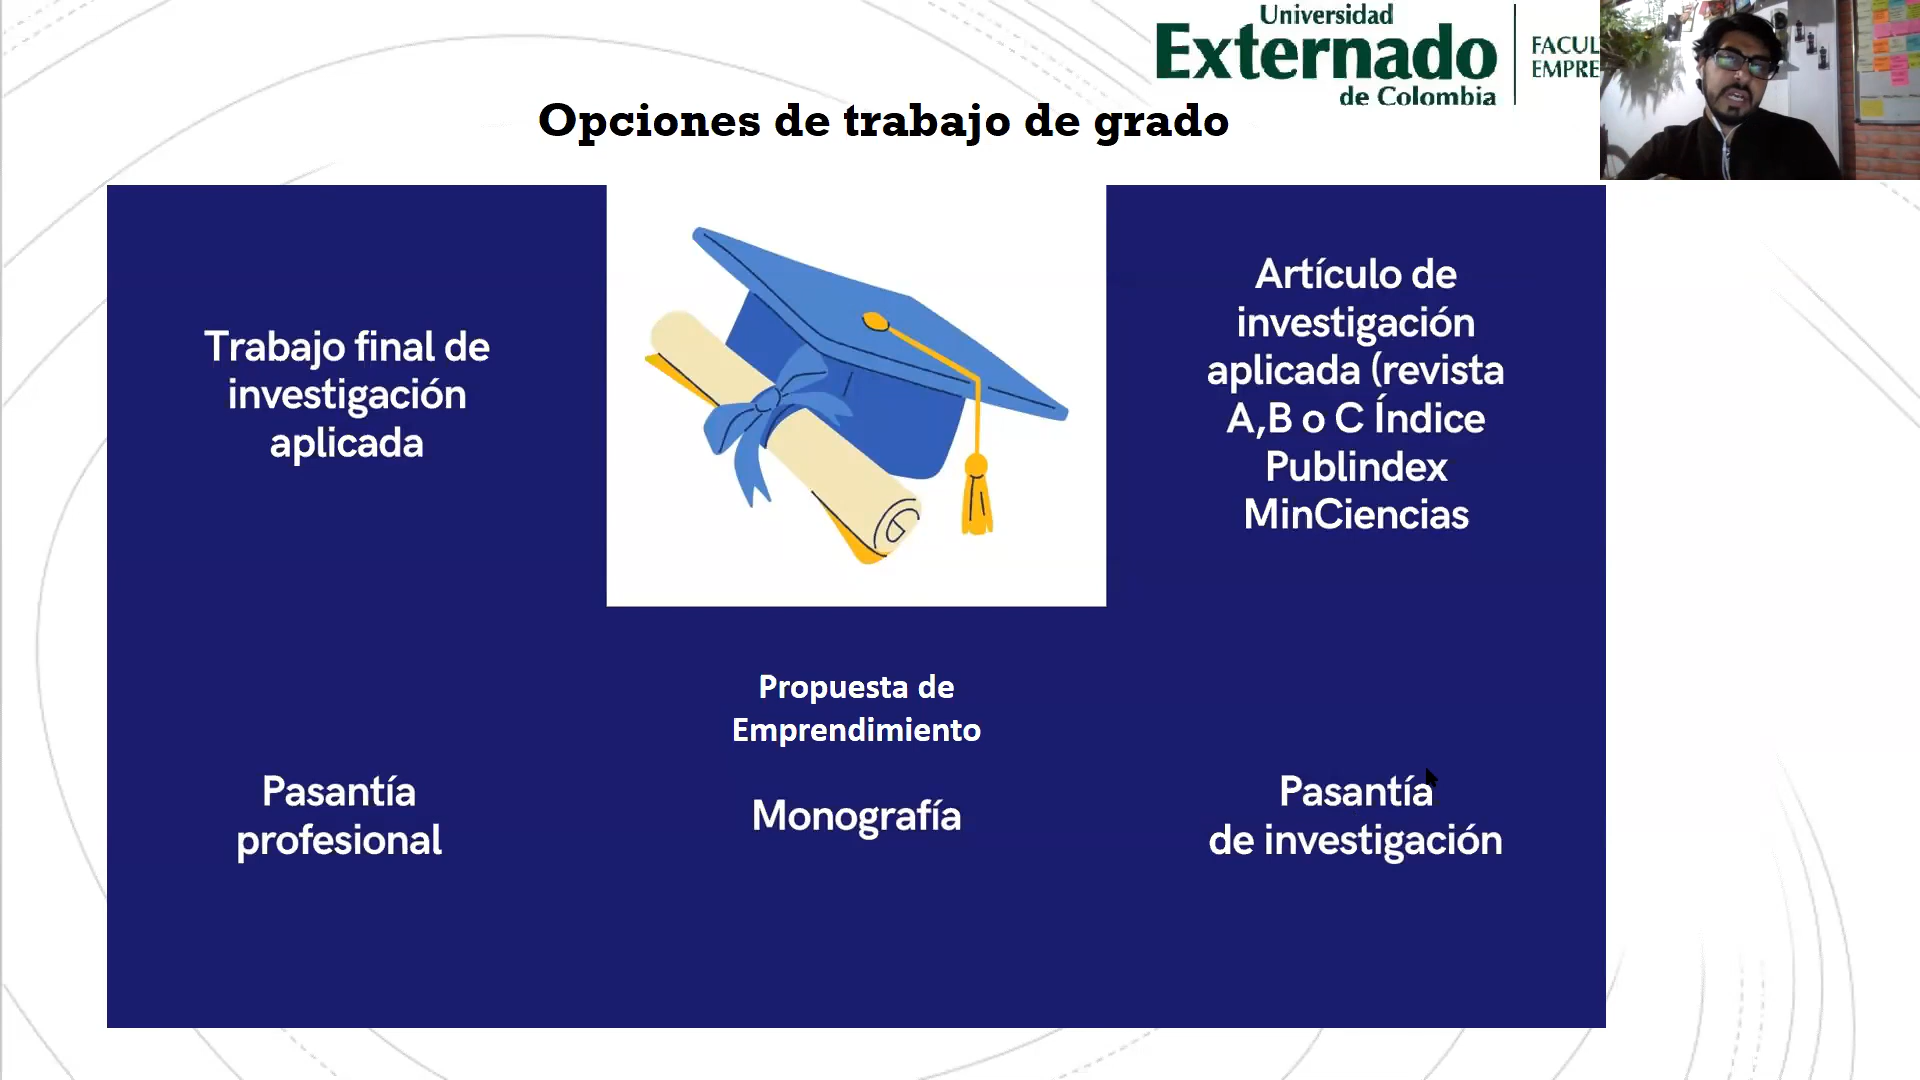 Universidad
Externado
de Colombia
FACUL
EMPRE
Opciones de trabajo de grado
Trabajo final de
investigación
aplicada
Artículo de
investigación
aplicada (revista
A,B o C Índice
Publindex
MinCiencias
Propuesta de
Emprendimiento
Pasantía
profesional
Monografía
Pasantía
de investigación